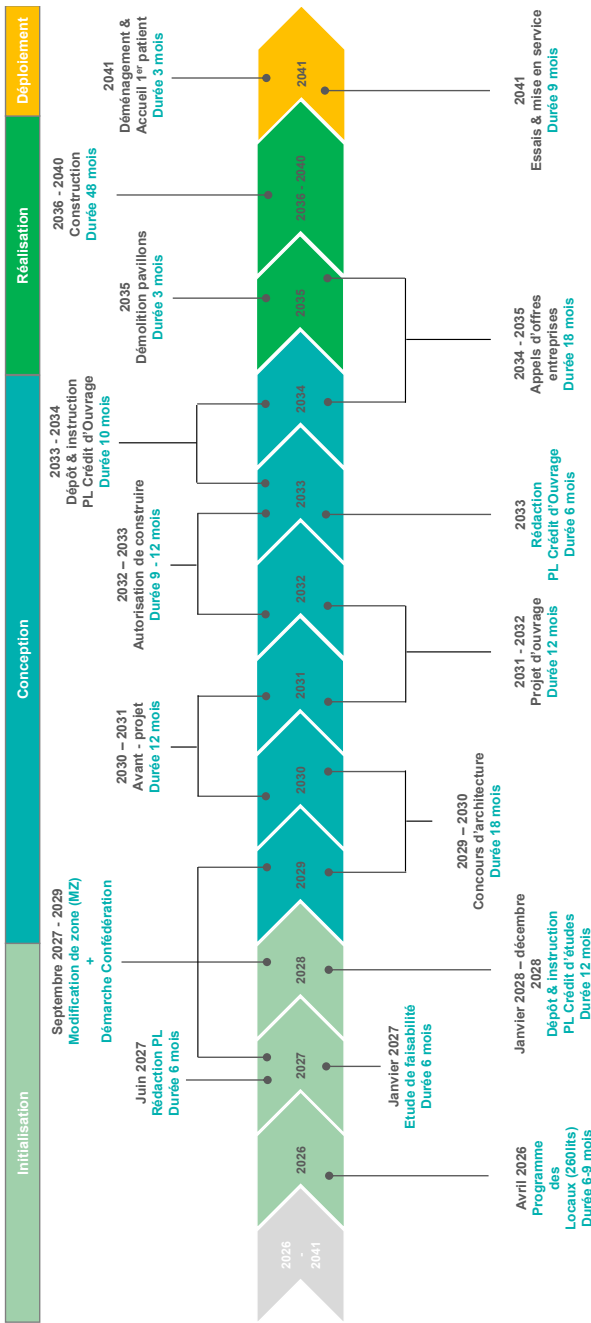 Initialisation
Conception
Réalisation
Déploiement
Septembre 2027 - 2029
Modification de zone (MZ)
+
Démarche Confédération
Juin 2027
Rédaction PL
Durée 6 mois
2030 – 2031
Avant - projet
Durée 12 mois
2032 – 2033
Autorisation de construire
Durée 9 - 12 mois
2033 - 2034
Dépôt & instruction
PL Crédit d'Ouvrage
Durée 10 mois
2035
Démolition pavillons
Durée 3 mois
2036 - 2040
Construction
Durée 48 mois
2041
Déménagement &
Accueil 1er patient
Durée 3 mois
2026
-
2041
2026
2027
2028
2029
2030
2031
2032
2033
2034
2035
2036 - 2040
2041
Avril 2026
Programme
des
Locaux (260lits)
Durée 6-9 mois
Janvier 2027
Etude de faisabilité
Durée 6 mois
Janvier 2028 – décembre
2028
Dépôt & instruction
PL Crédit d'études
Durée 12 mois
2029 – 2030
Concours d'architecture
Durée 18 mois
2031 - 2032
Projet d'ouvrage
Durée 12 mois
2033
Rédaction
PL Crédit d'Ouvrage
Durée 6 mois
2034 - 2035
Appels d'offres
entreprises
Durée 18 mois
2041
Essais & mise en service
Durée 9 mois